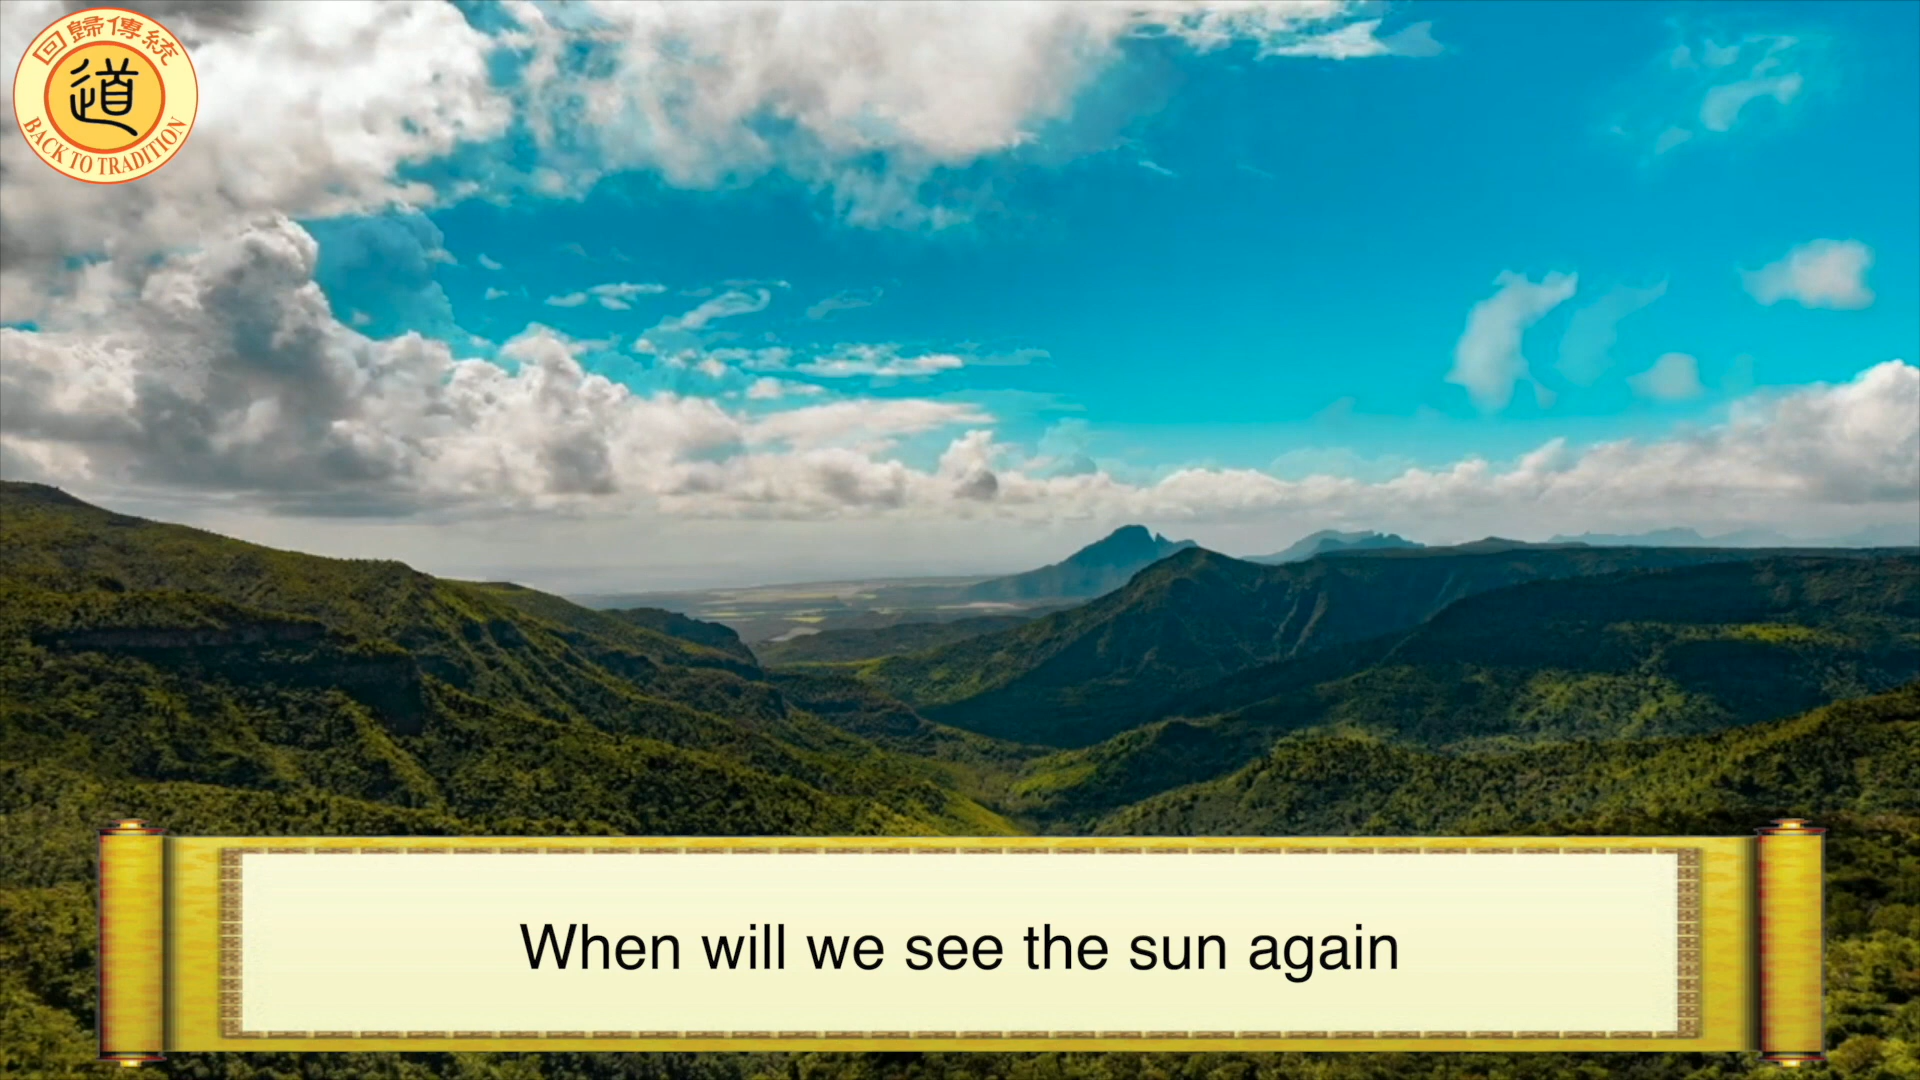 回歸傳統
道
BACK TO TRADITION
When will we see the sun again